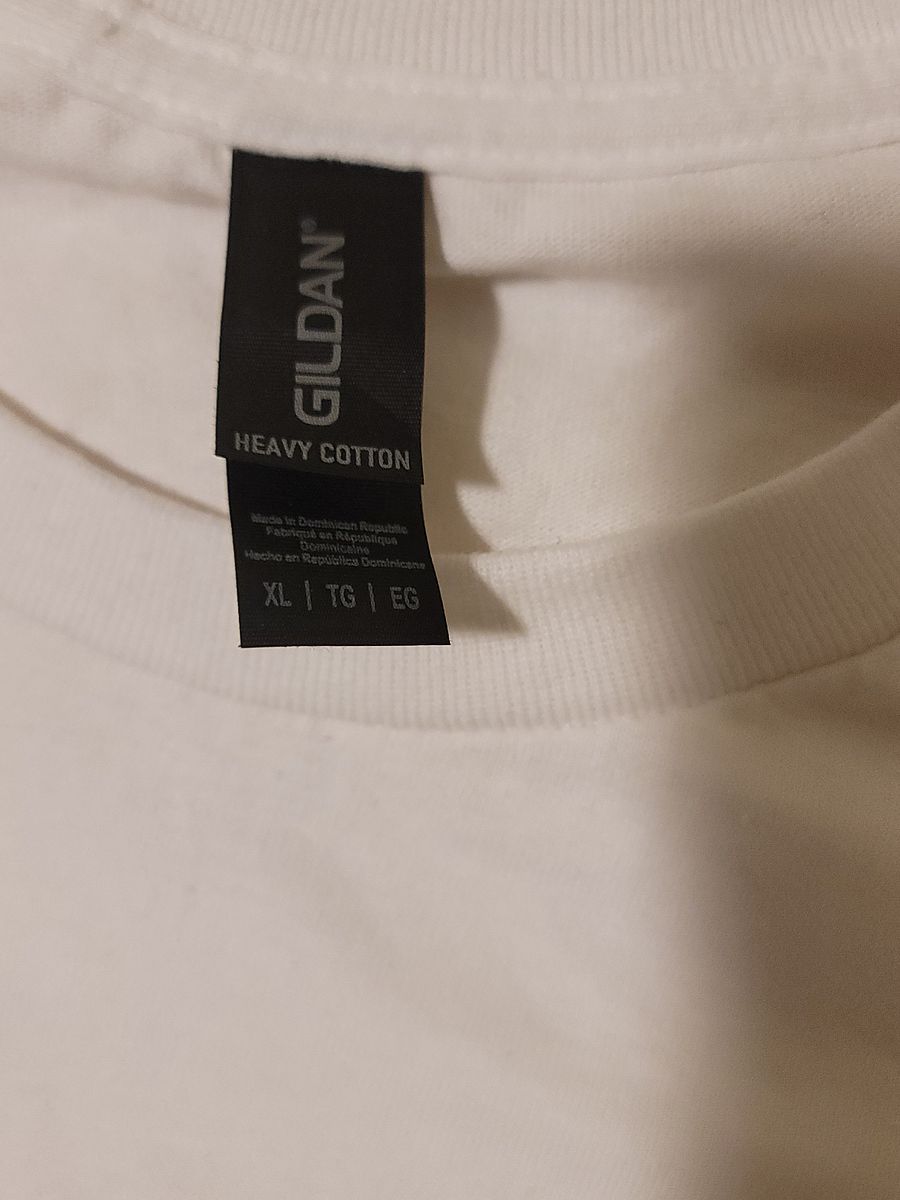 GILDAN®
HEAVY COTTON
Made in Dominican Republic
Fabriqué en République
Dominicaine
Hecho en República Dominicana
XL | TG | EG